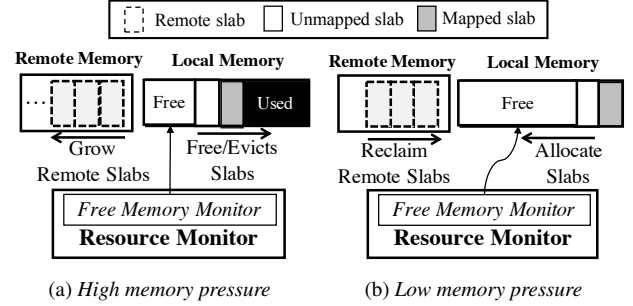 Remote slab Unmapped slab Mapped slab
Remote Memory Local Memory Remote Memory Local Memory
... Free Used Free
Grow Free/Evicts Reclaim Allocate
Remote Slabs Slabs Remote Slabs Slabs
Free Memory Monitor Free Memory Monitor
Resource Monitor Resource Monitor
(a) High memory pressure (b) Low memory pressure